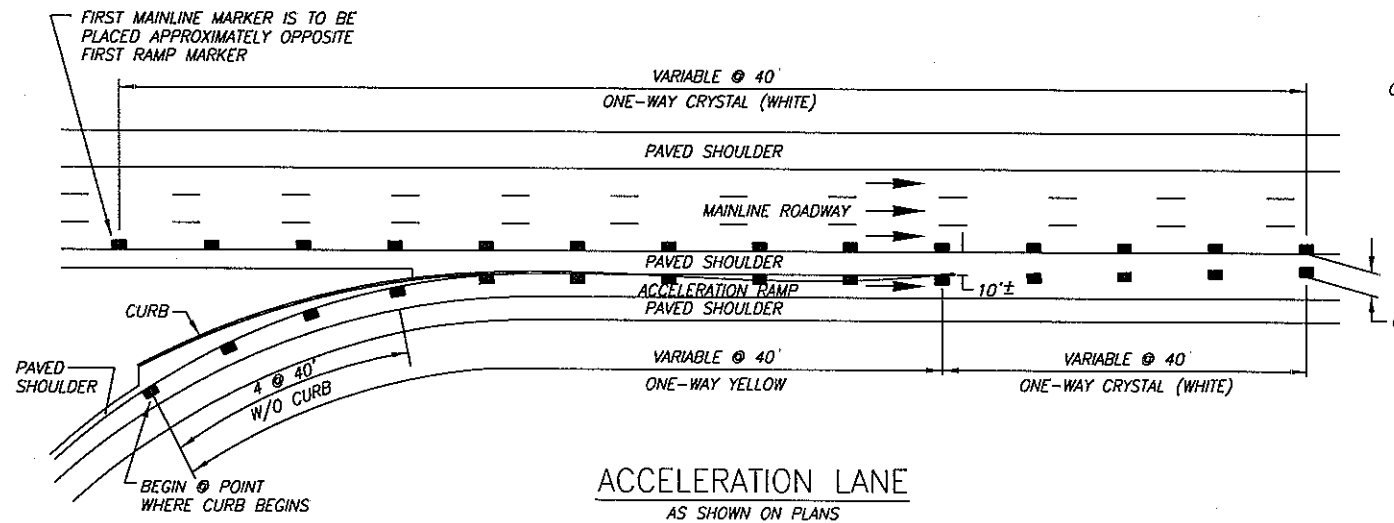 FIRST MAINLINE MARKER IS TO BE
PLACED APPROXIMATELY OPPOSITE
FIRST RAMP MARKER
VARIABLE @ 40'
ONE-WAY CRYSTAL (WHITE)
PAVED SHOULDER
MAINLINE ROADWAY
PAVED SHOULDER
10'±
ACCELERATION RAMP
PAVED SHOULDER
CURB
PAVED
SHOULDER
4 @ 40'
W/O CURB
VARIABLE @ 40'
ONE-WAY YELLOW
VARIABLE @ 40'
ONE-WAY CRYSTAL (WHITE)
BEGIN @ POINT
WHERE CURB BEGINS
ACCELERATION LANE
AS SHOWN ON PLANS